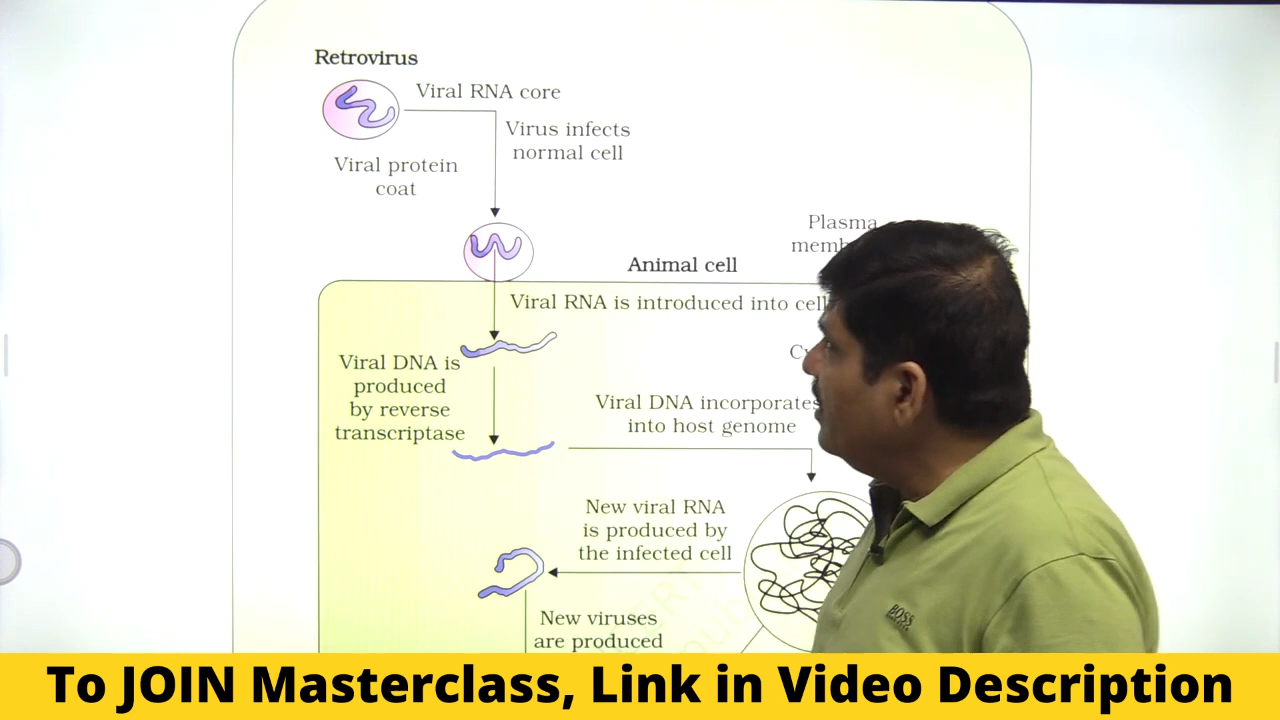 Retrovirus
Viral RNA core
Virus infects
normal cell
Viral protein
coat
Plasma
Animal cell
Viral RNA is introduced into cell
Viral DNA is
produced
by reverse
transcriptase
Viral DNA incorporates
into host genome
New viral RNA
is produced by
the infected cell
New viruses
are produced
BOSS
To JOIN Masterclass, Link in Video Description